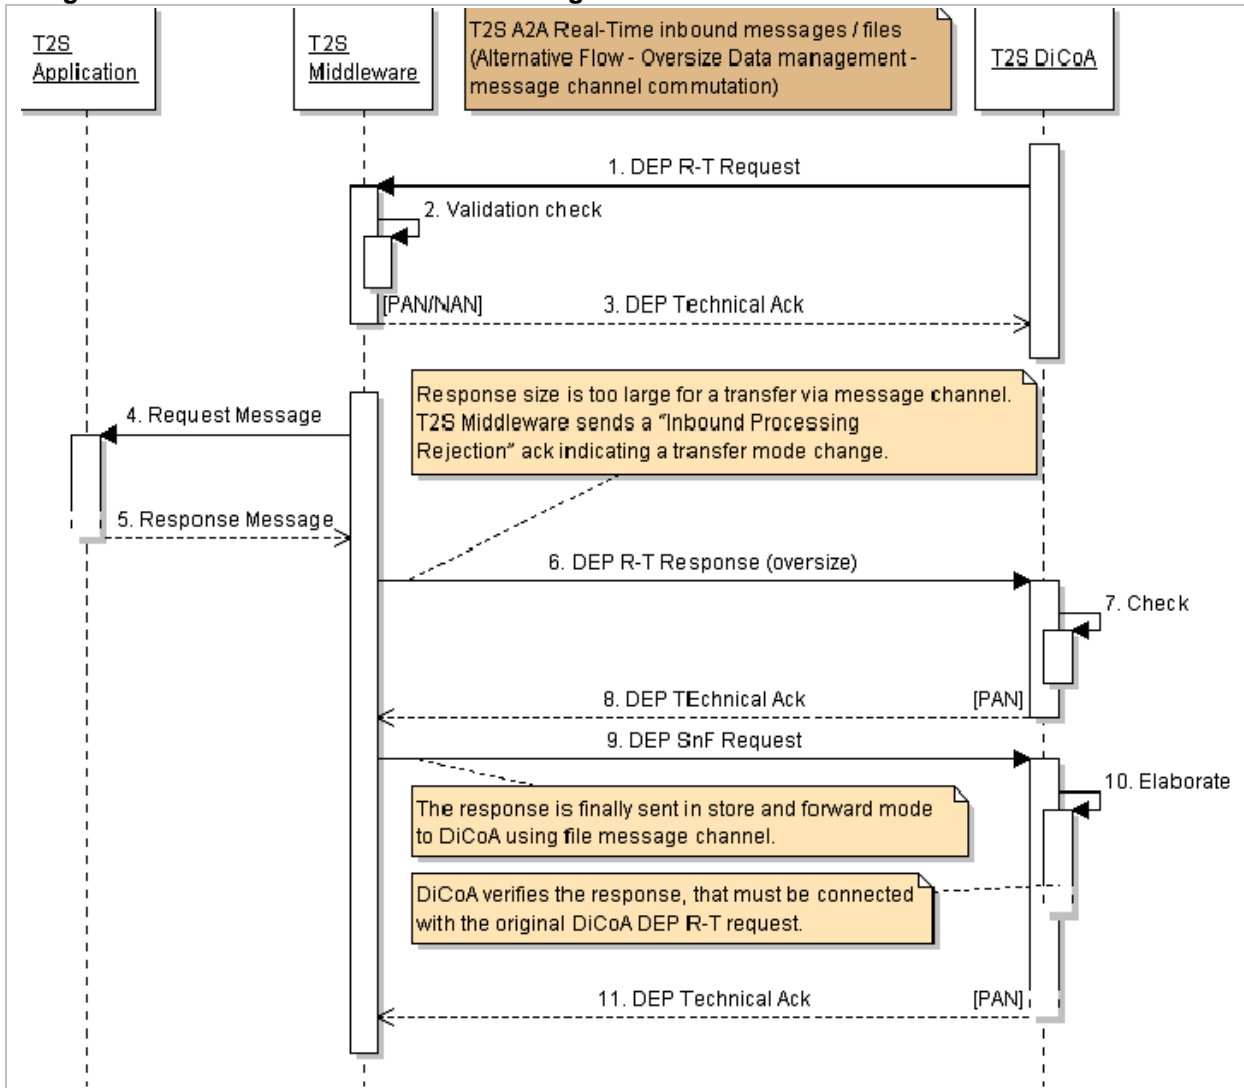 T2S
Application
T2S
Middleware
T2S A2A Real-Time inbound messages / files
(Alternative Flow - Oversize Data management -
message channel commutation)
T2S DiCoA
1. DEP R-T Request
2. Validation check
[PAN/NAN]
3. DEP Technical Ack
Response size is too large for a transfer via message channel.
T2S Middleware sends a "Inbound Processing
Rejection" ack indicating a transfer mode change.
4. Request Message
5. Response Message
6. DEP R-T Response (oversize)
7. Check
8. DEP TEchnical Ack
[PAN]
9. DEP SnF Request
10. Elaborate
The response is finally sent in store and forward mode
to DiCoA using file message channel.
DiCoA verifies the response, that must be connected
with the original DiCoA DEP R-T request.
11. DEP Technical Ack
[PAN]